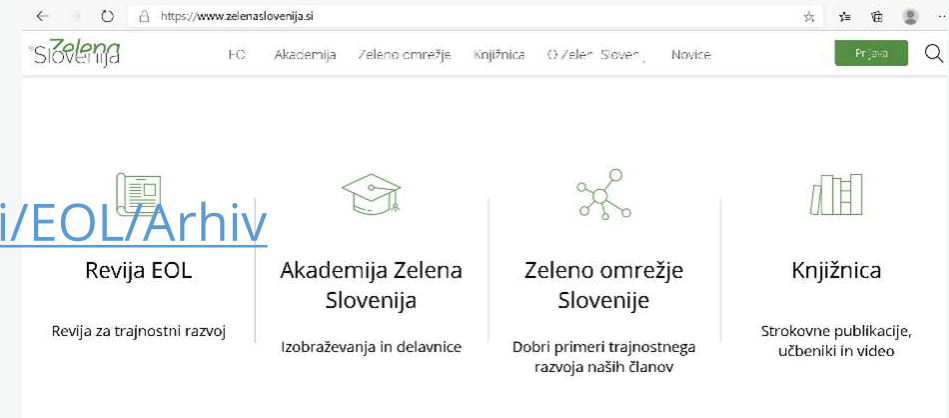 https://www.zelenaslovenija.si
Zelena
Slovenija
Akademija Zeleno omrežje Knjižnica Novice
Prijava
i/EOL/Arhiv
Revija EOL
Revija za trajnostni razvoj
Akademija Zelena
Slovenija
Izobraževanja in delavnice
Zeleno omrežje
Slovenije
Dobri primeri trajnostnega
razvoja naših članov
Knjižnica
Strokovne publikacije,
učbeniki in video